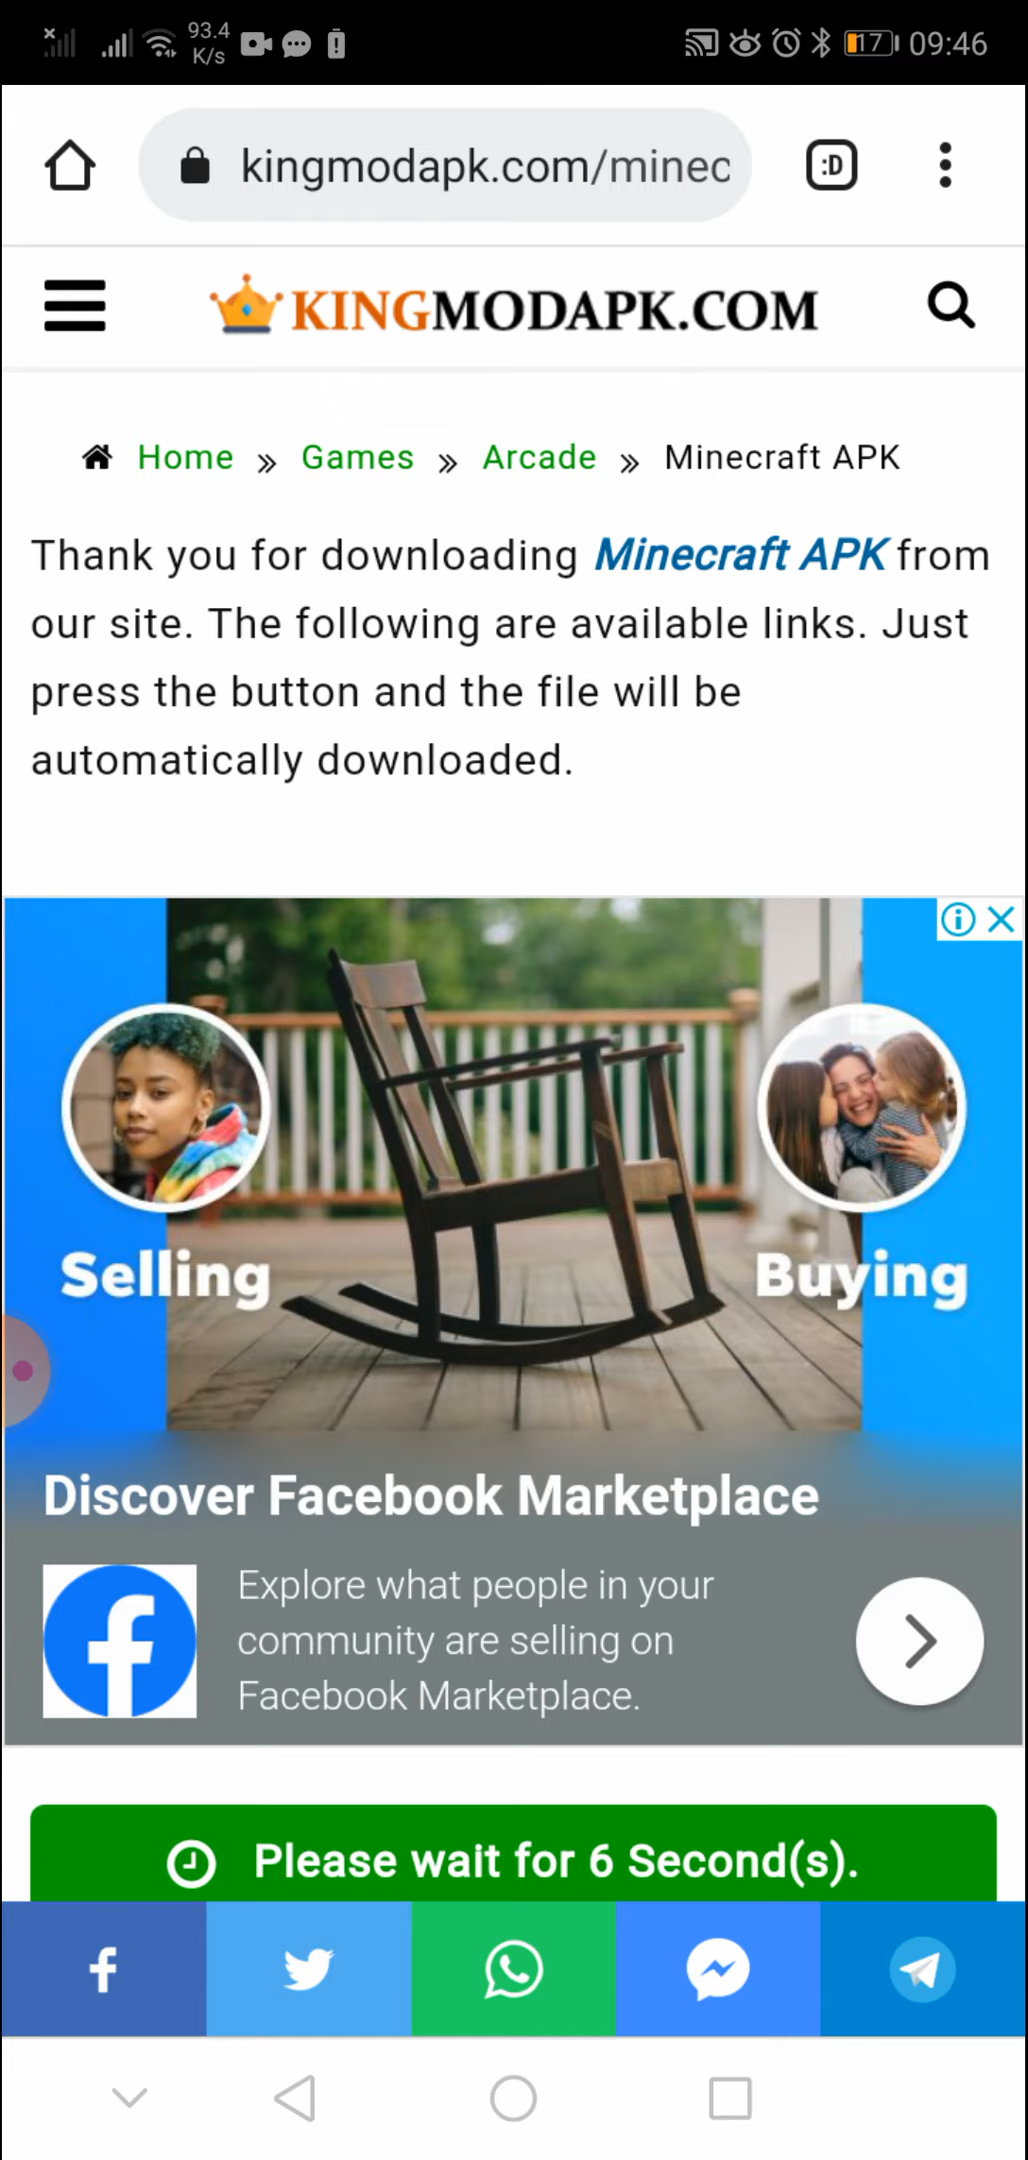 93.4
K/s
17
09:46
kingmodapk.com/minec
:D
KINGMODAPK.COM
Home » Games » Arcade » Minecraft APK
Thank you for downloading Minecraft APK from
our site. The following are available links. Just
press the button and the file will be
automatically downloaded.
Selling
Buying
Discover Facebook Marketplace
Explore what people in your
community are selling on
Facebook Marketplace.
Please wait for 6 Second(s).